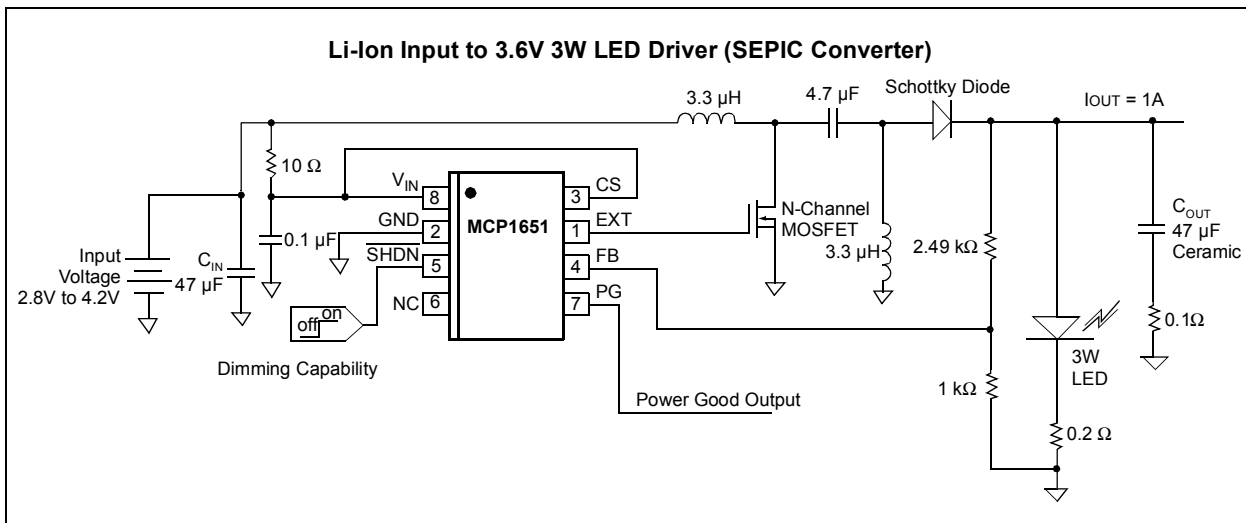 Li-Ion Input to 3.6V 3W LED Driver (SEPIC Converter)
3.3 µH
4.7 µF
Schottky Diode
IOUT = 1A
10 Ω
VIN
8
MCP1651
3
CS
GND
2
1
EXT
N-Channel
MOSFET
0.1 µF
SHDN
5
4
FB
3.3 µH
2.49 kΩ
COUT
47 µF
Ceramic
Input
Voltage
2.8V to 4.2V
CIN
47 µF
NC
6
7
PG
on
off
Dimming Capability
0.1Ω
3W
LED
1 kΩ
Power Good Output
0.2 Ω